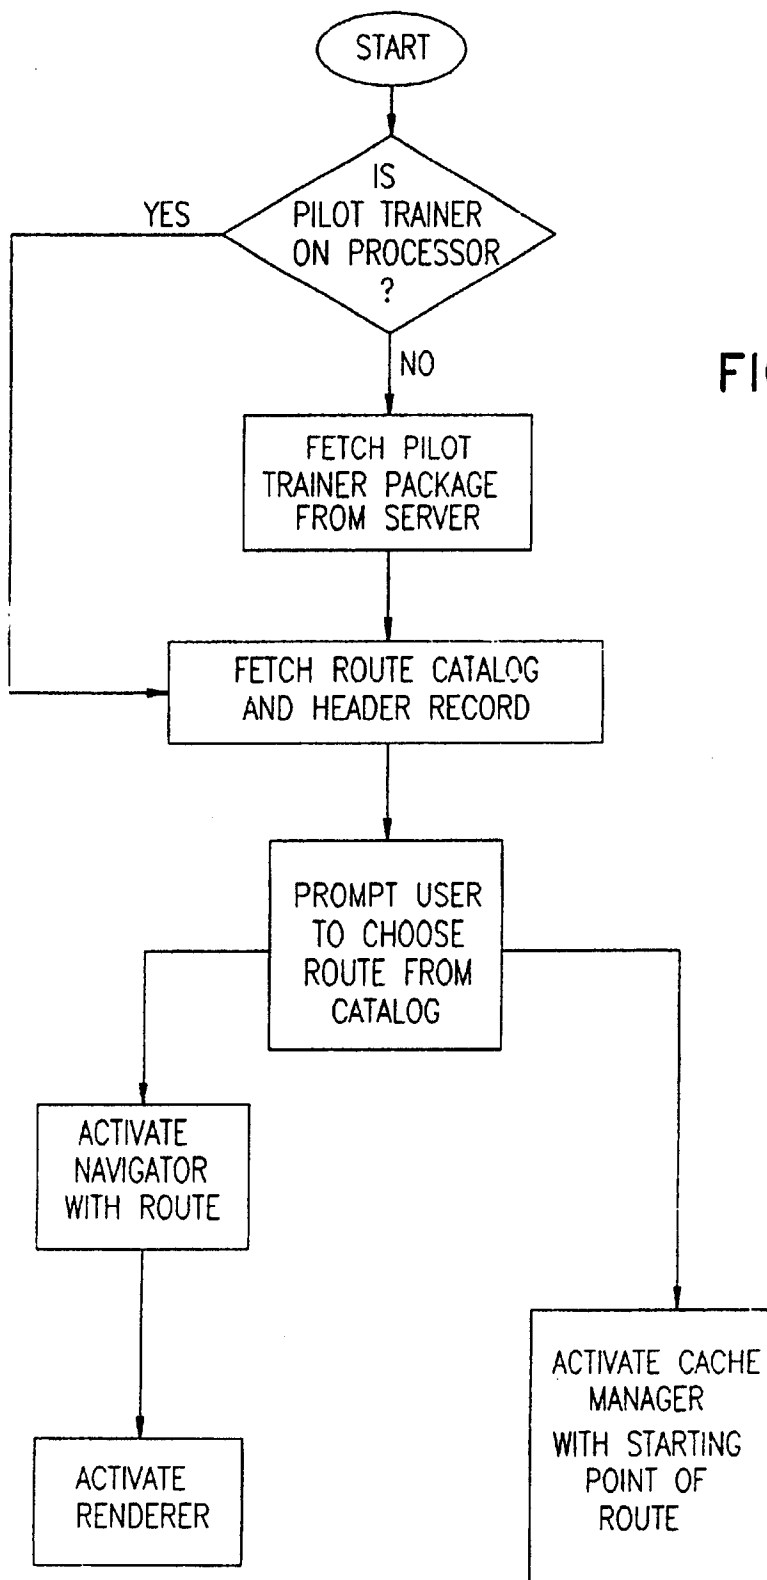 START
IS
PILOT TRAINER
ON PROCESSOR
?
YES
NO
FETCH PILOT
TRAINER PACKAGE
FROM SERVER
FETCH ROUTE CATALOG
AND HEADER RECORD
PROMPT USER
TO CHOOSE
ROUTE FROM
CATALOG
ACTIVATE
NAVIGATOR
WITH ROUTE
ACTIVATE
RENDERER
ACTIVATE CACHE
MANAGER
WITH STARTING
POINT OF
ROUTE